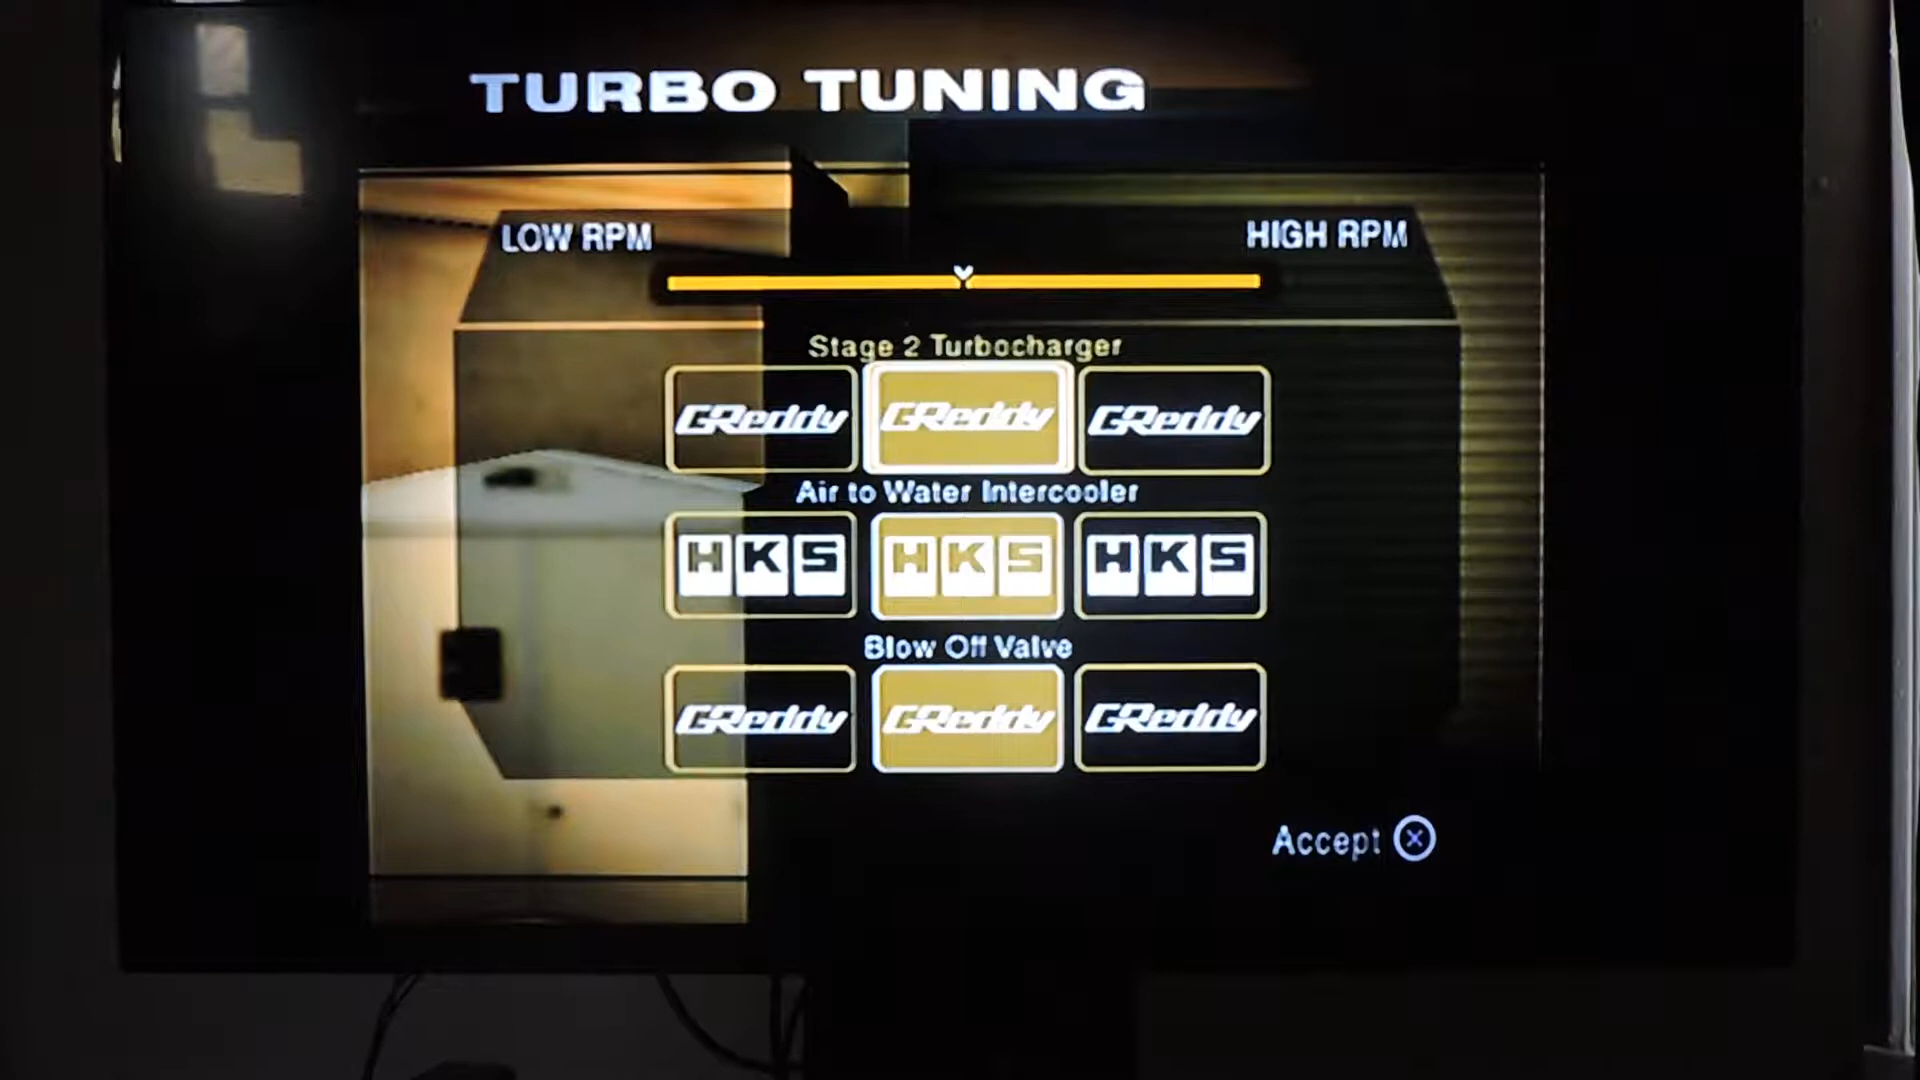 TURBO TUNING
LOW RPM HIGH RPM
Stage 2 Turbocharger
GReddy GReddy GReddy
Air to Water Intercooler
HKS HKS HKS
Blow Off Valve
GReddy GReddy GReddy
Accept